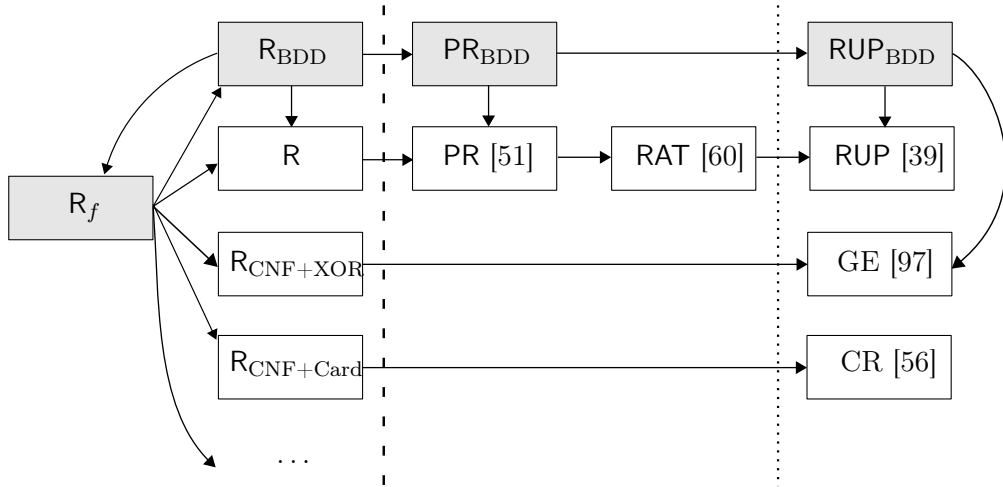 R_BDD PR_BDD RUP_BDD
R PR [51] RAT [60] RUP [39]
R_f
R_CNF+XOR GE [97]
R_CNF+Card CR [56]
...